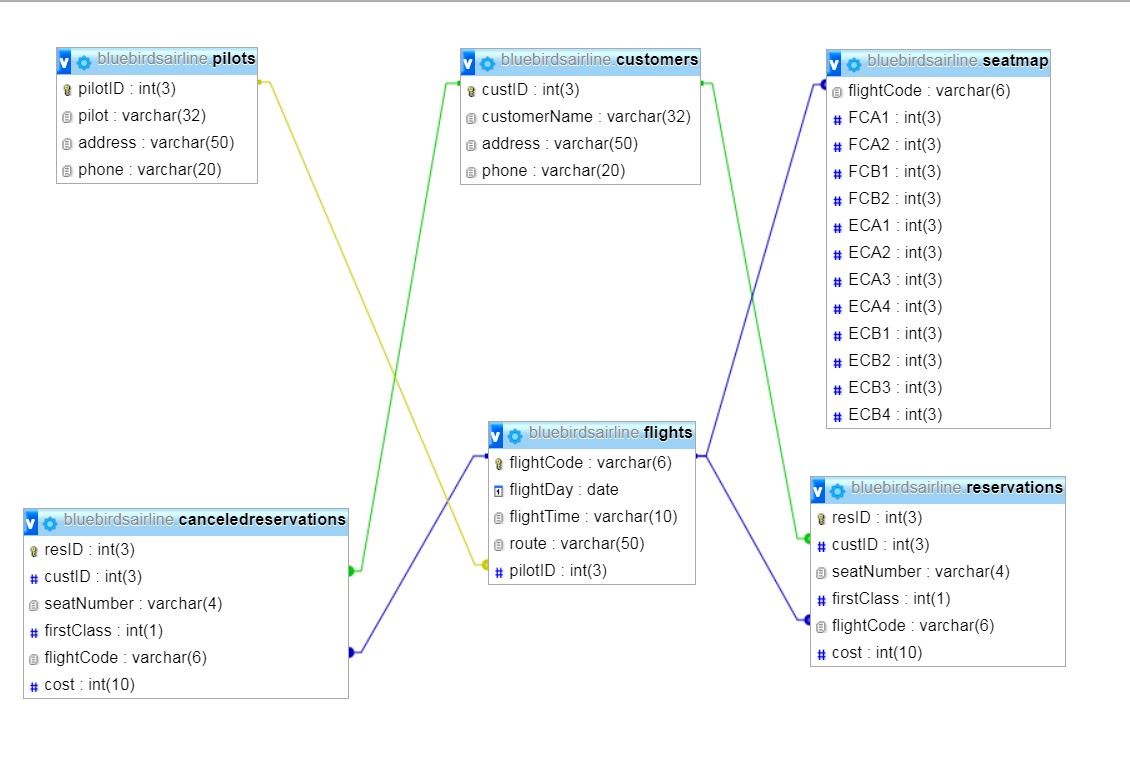 bluebirdsairline pilots
pilotID : int(3)
pilot : varchar(32)
address : varchar(50)
phone : varchar(20)
bluebirdsairline customers
custID : int(3)
customerName : varchar(32)
address : varchar(50)
phone : varchar(20)
bluebirdsairline seatmap
flightCode : varchar(6)
FCA1 : int(3)
FCA2 : int(3)
FCB1 : int(3)
FCB2 : int(3)
ECA1 : int(3)
ECA2 : int(3)
ECA3 : int(3)
ECA4 : int(3)
ECB1 : int(3)
ECB2 : int(3)
ECB3 : int(3)
ECB4 : int(3)
bluebirdsairline flights
flightCode : varchar(6)
flightDay : date
flightTime : varchar(10)
route : varchar(50)
pilotID : int(3)
bluebirdsairline canceledreservations
resID : int(3)
custID : int(3)
seatNumber : varchar(4)
firstClass : int(1)
flightCode : varchar(6)
cost : int(10)
bluebirdsairline reservations
resID : int(3)
custID : int(3)
seatNumber : varchar(4)
firstClass : int(1)
flightCode : varchar(6)
cost : int(10)